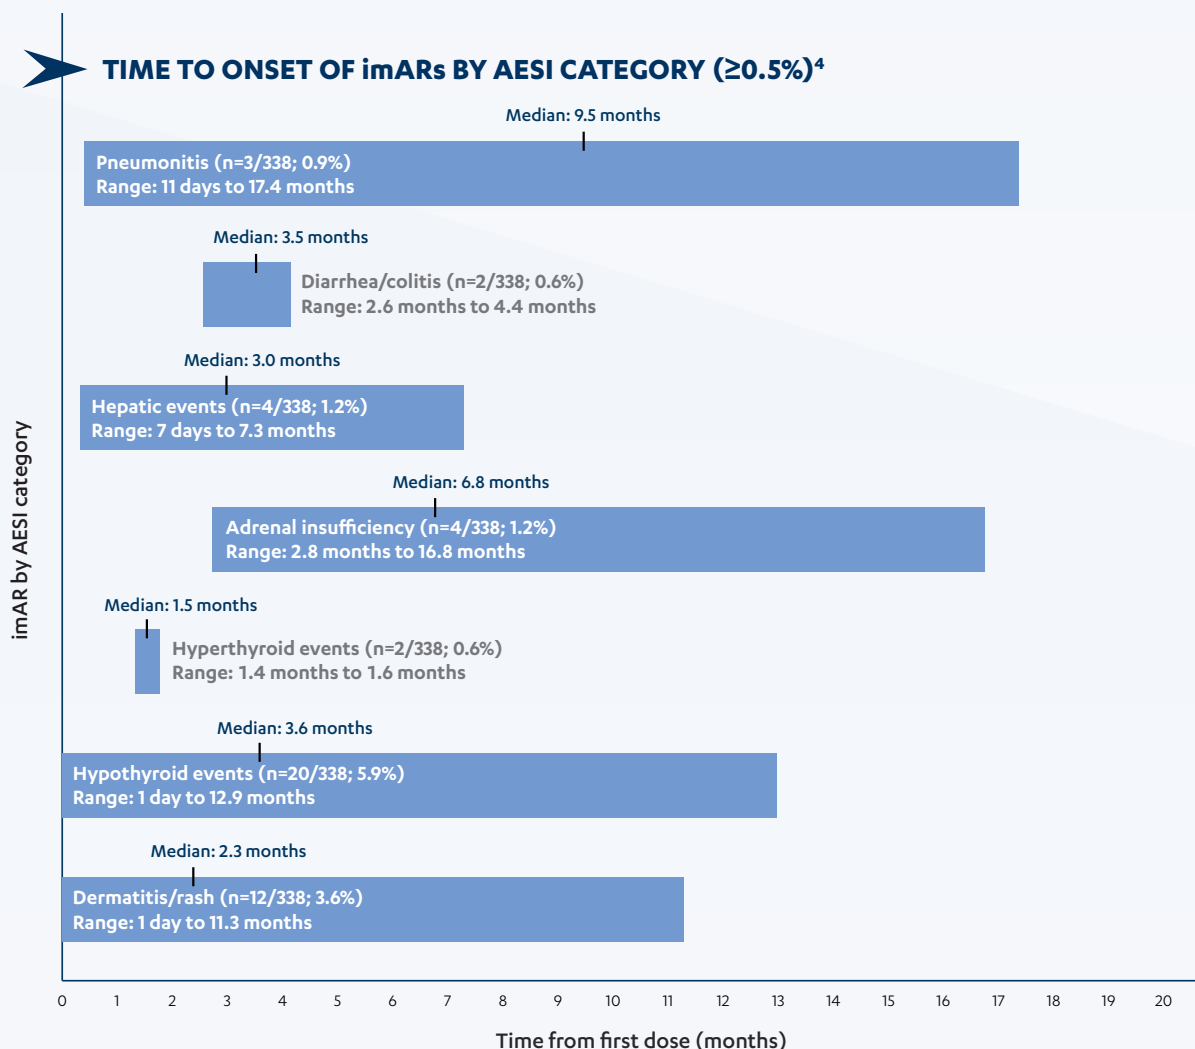 TIME TO ONSET OF imARs BY AESI CATEGORY (≥0.5%)⁴
Median: 9.5 months
Pneumonitis (n=3/338; 0.9%)
Range: 11 days to 17.4 months
Median: 3.5 months
Diarrhea/colitis (n=2/338; 0.6%)
Range: 2.6 months to 4.4 months
Median: 3.0 months
Hepatic events (n=4/338; 1.2%)
Range: 7 days to 7.3 months
Median: 6.8 months
Adrenal insufficiency (n=4/338; 1.2%)
Range: 2.8 months to 16.8 months
Median: 1.5 months
Hyperthyroid events (n=2/338; 0.6%)
Range: 1.4 months to 1.6 months
Median: 3.6 months
Hypothyroid events (n=20/338; 5.9%)
Range: 1 day to 12.9 months
Median: 2.3 months
Dermatitis/rash (n=12/338; 3.6%)
Range: 1 day to 11.3 months
imAR by AESI category
0 1 2 3 4 5 6 7 8 9 10 11 12 13 14 15 16 17 18 19 20
Time from first dose (months)